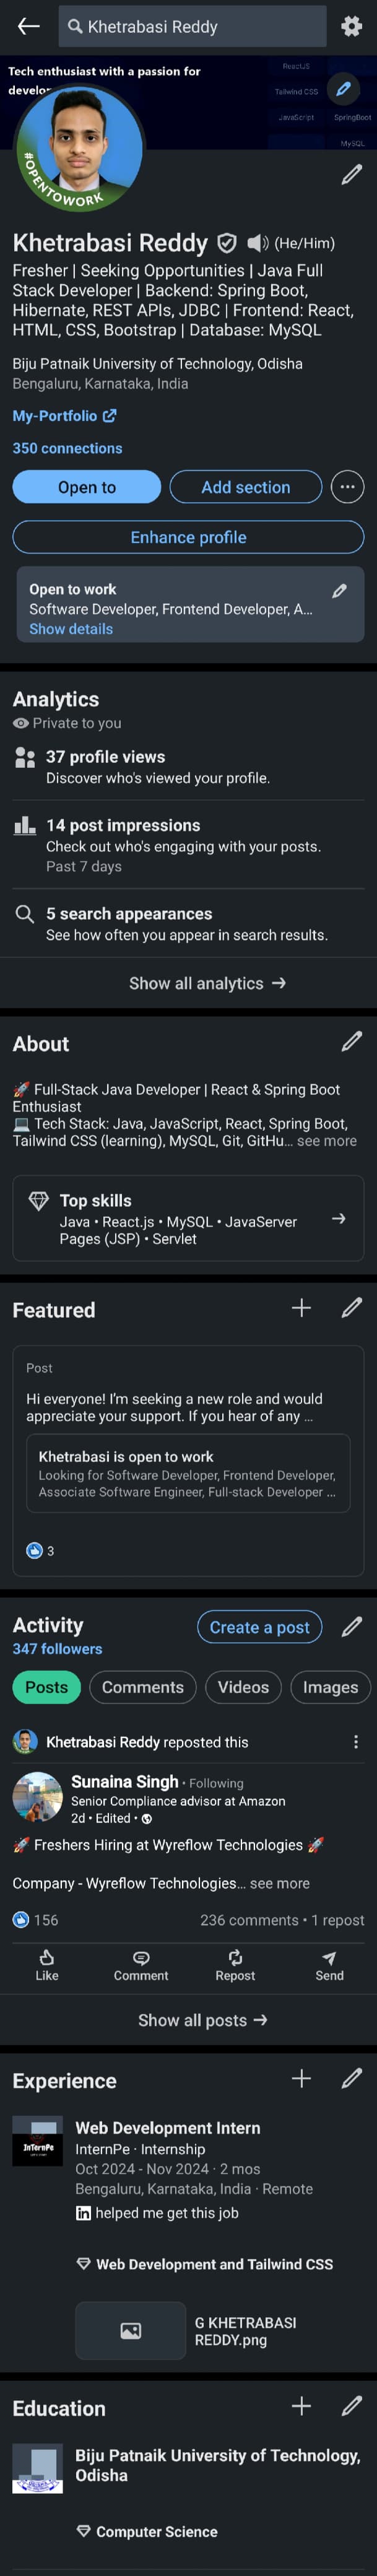 Khetrabasi Reddy
Tech enthusiast with a passion for
develop
ReactJS
Tailwind CSS
JavaScript
SpringBoot
MySQL
#OPENTOWORK
Khetrabasi Reddy (He/Him)
Fresher | Seeking Opportunities | Java Full
Stack Developer | Backend: Spring Boot,
Hibernate, REST APIs, JDBC | Frontend: React,
HTML, CSS, Bootstrap | Database: MySQL
Biju Patnaik University of Technology, Odisha
Bengaluru, Karnataka, India
My-Portfolio
350 connections
Open to
Add section
Enhance profile
Open to work
Software Developer, Frontend Developer, A...
Show details
Analytics
Private to you
37 profile views
Discover who's viewed your profile.
14 post impressions
Check out who's engaging with your posts.
Past 7 days
5 search appearances
See how often you appear in search results.
Show all analytics →
About
🚀 Full-Stack Java Developer | React & Spring Boot
Enthusiast
💻 Tech Stack: Java, JavaScript, React, Spring Boot,
Tailwind CSS (learning), MySQL, Git, GitHu... see more
Top skills
Java • React.js • MySQL • JavaServer
Pages (JSP) • Servlet
Featured
Post
Hi everyone! I'm seeking a new role and would
appreciate your support. If you hear of any ...
Khetrabasi is open to work
Looking for Software Developer, Frontend Developer,
Associate Software Engineer, Full-stack Developer ...
3
Activity
Create a post
347 followers
Posts
Comments
Videos
Images
Khetrabasi Reddy reposted this
Sunaina Singh • Following
Senior Compliance advisor at Amazon
2d • Edited •
🚀 Freshers Hiring at Wyreflow Technologies 🚀
Company - Wyreflow Technologies... see more
156
236 comments • 1 repost
Like
Comment
Repost
Send
Show all posts →
Experience
InTernPe
Web Development Intern
InternPe · Internship
Oct 2024 - Nov 2024 · 2 mos
Bengaluru, Karnataka, India · Remote
in helped me get this job
Web Development and Tailwind CSS
G KHETRABASI
REDDY.png
Education
Biju Patnaik University of Technology,
Odisha
Computer Science